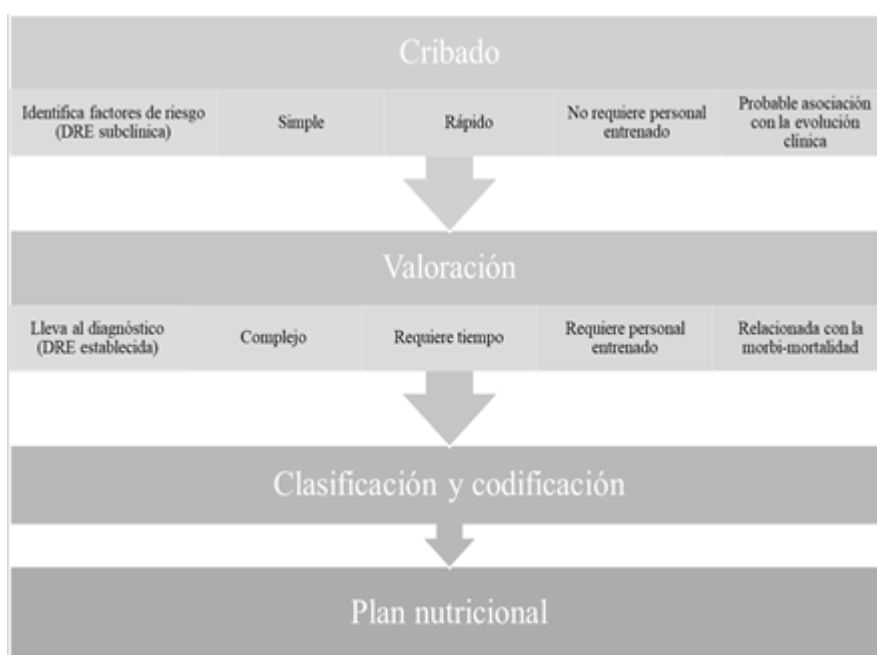 Cribado
Identifica factores de riesgo
(DRE subclínica)
Simple
Rápido
No requiere personal
entrenado
Probable asociación
con la evolución
clínica
Valoración
Lleva al diagnóstico
(DRE establecida)
Complejo
Requiere tiempo
Requiere personal
entrenado
Relacionada con la
morbi-mortalidad
Clasificación y codificación
Plan nutricional